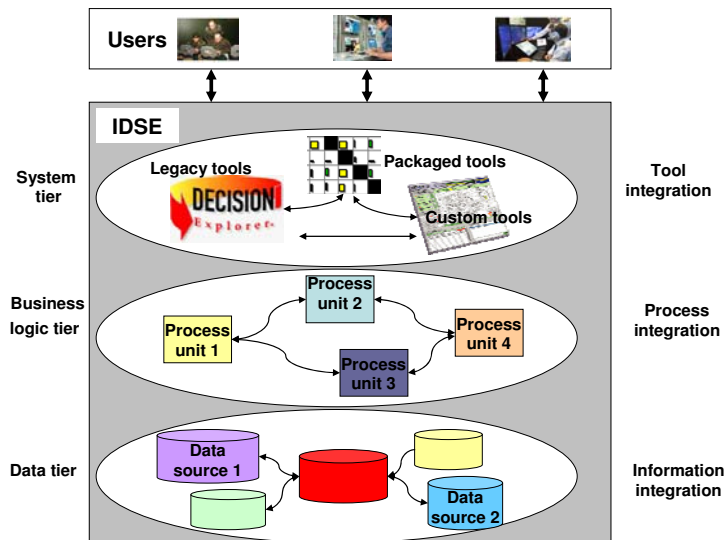 Users
IDSE
System
tier
Legacy tools
Packaged tools
DECISION
Explorer
Custom tools
Tool
integration
Business
logic tier
Process
unit 1
Process
unit 2
Process
unit 3
Process
unit 4
Process
integration
Data tier
Data
source 1
Data
source 2
Information
integration